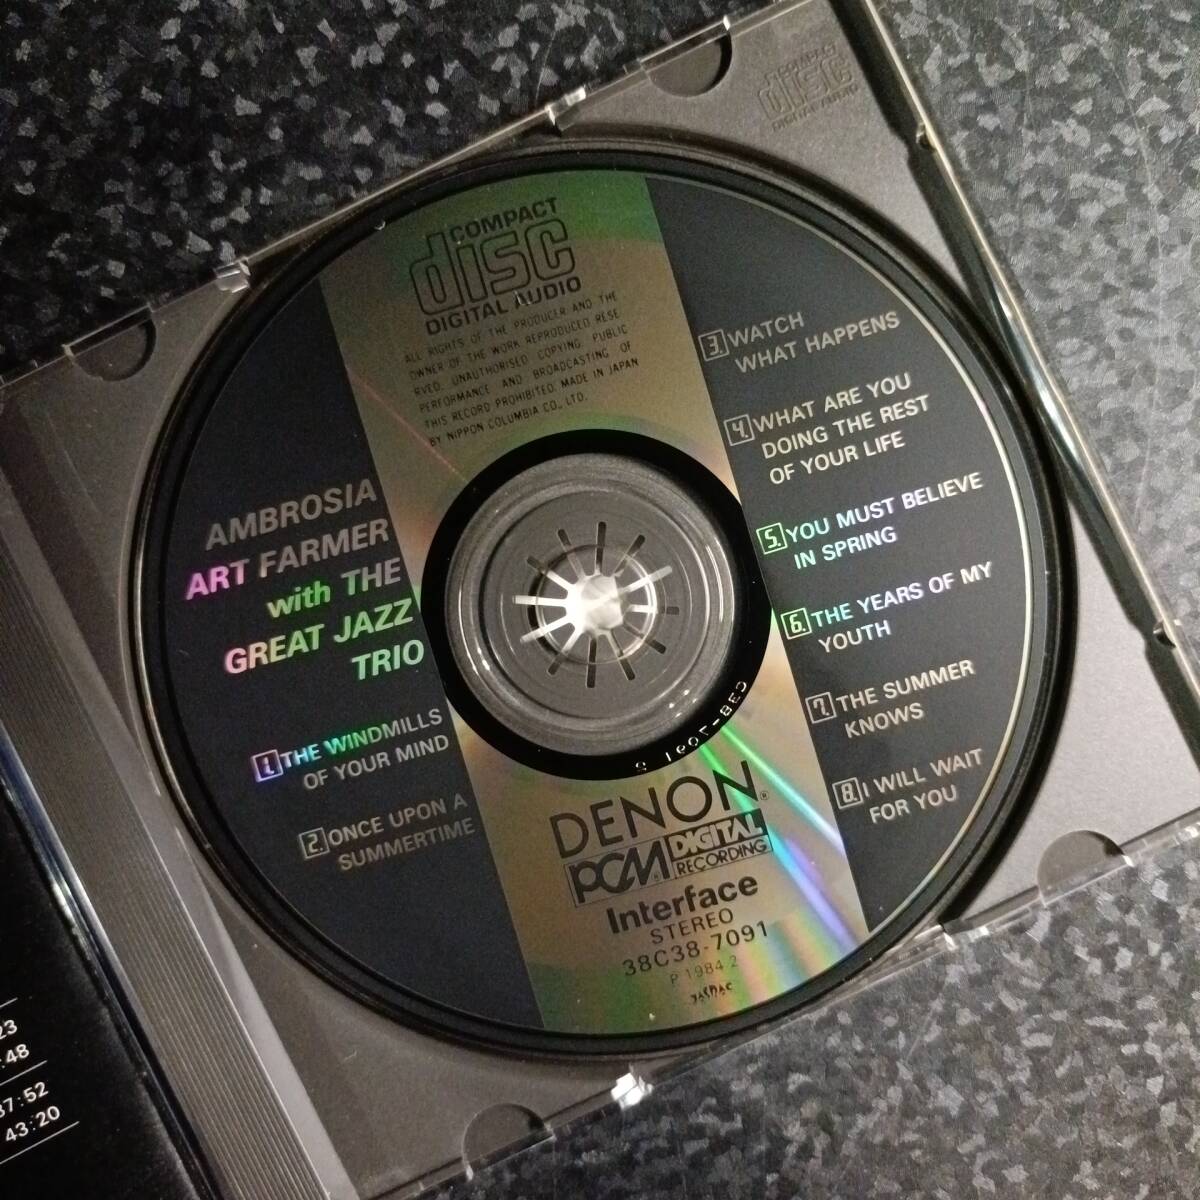 COMPACT
disc
DIGITAL AUDIO
COMPACT
disc
DIGITAL AUDIO
ALL RIGHTS OF THE PRODUCER AND THE
OWNER OF THE WORK REPRODUCED RESE
RVED. UNAUTHORISED COPYING PUBLIC
PERFORMANCE AND BROADCASTING OF
THIS RECORD PROHIBITED. MADE IN JAPAN
BY NIPPON COLUMBIA CO., LTD.
AMBROSIA
ART FARMER
with THE
GREAT JAZZ
TRIO
1. THE WINDMILLS
OF YOUR MIND
2. ONCE UPON A
SUMMERTIME
3. WATCH
WHAT HAPPENS
4. WHAT ARE YOU
DOING THE REST
OF YOUR LIFE
5. YOU MUST BELIEVE
IN SPRING
6. THE YEARS OF MY
YOUTH
7. THE SUMMER
KNOWS
8. I WILL WAIT
FOR YOU
C38-7091
DENON®
PCM DIGITAL
RECORDING
Interface
STEREO
38C38-7091
P 1984.2
JASRAC
23
:48
37:52
43:20